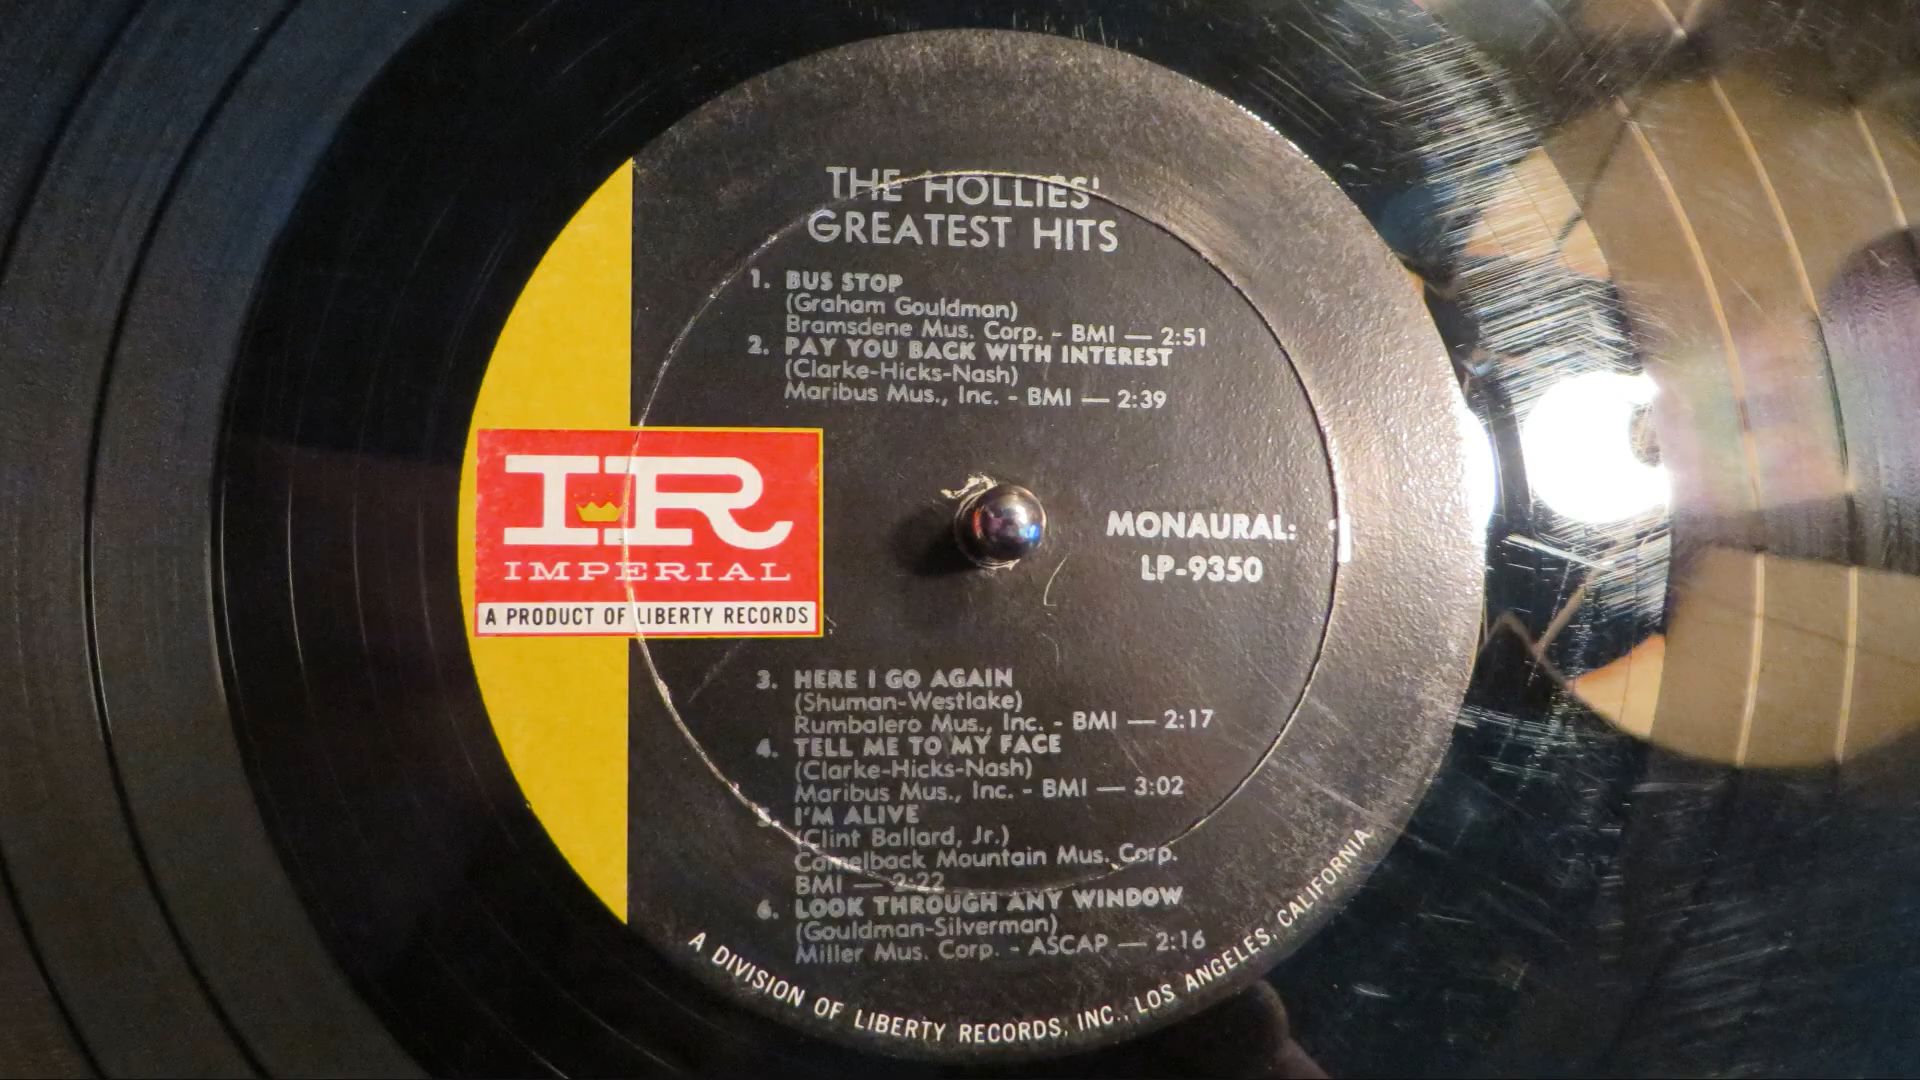 THE HOLLIES'
GREATEST HITS
1. BUS STOP
(Graham Gouldman)
Bramsdene Mus. Corp. - BMI — 2:51
2. PAY YOU BACK WITH INTEREST
(Clarke-Hicks-Nash)
Maribus Mus., Inc. - BMI — 2:39
IR
IMPERIAL
A PRODUCT OF LIBERTY RECORDS
MONAURAL: 1
LP-9350
3. HERE I GO AGAIN
(Shuman-Westlake)
Rumbalero Mus., Inc. - BMI — 2:17
4. TELL ME TO MY FACE
(Clarke-Hicks-Nash)
Maribus Mus., Inc. - BMI — 3:02
5. I'M ALIVE
(Clint Ballard, Jr.)
Camelback Mountain Mus. Corp.
BMI — 2:22
6. LOOK THROUGH ANY WINDOW
(Gouldman-Silverman)
Miller Mus. Corp. - ASCAP — 2:16
A DIVISION OF LIBERTY RECORDS, INC., LOS ANGELES, CALIFORNIA